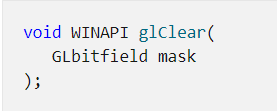 void WINAPI glClear(
   GLbitfield mask
);